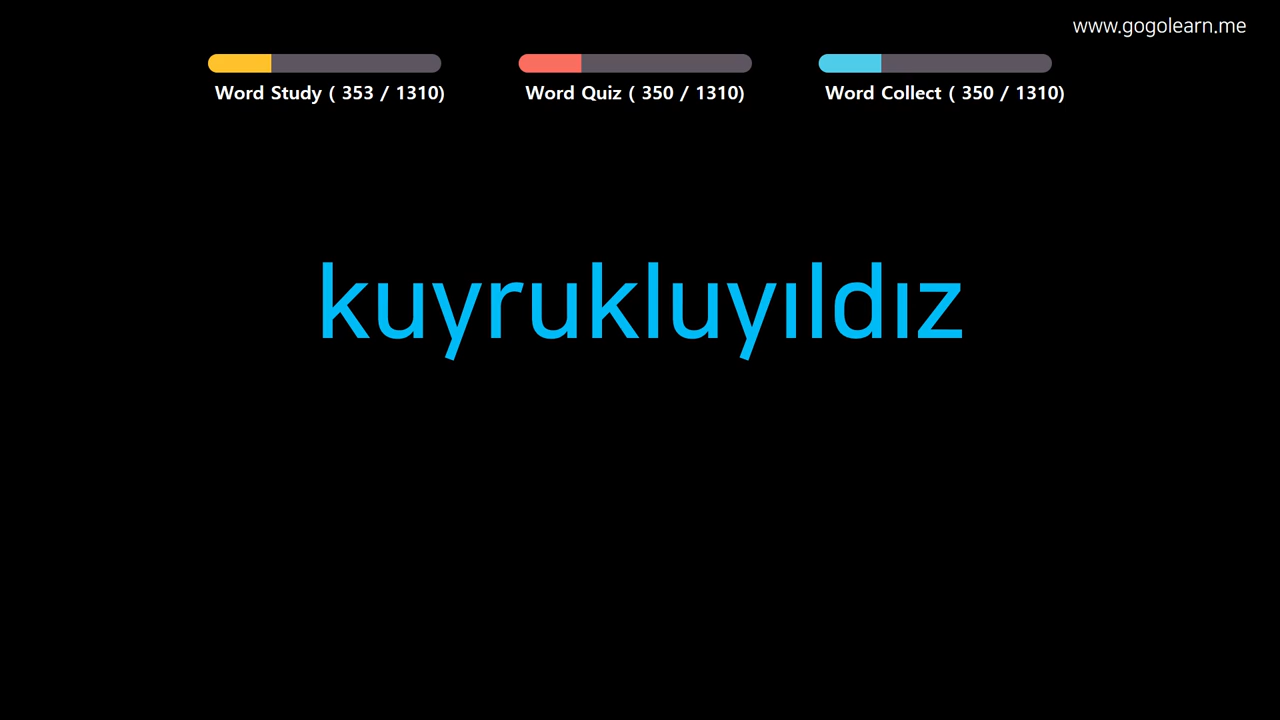 www.gogolearn.me
Word Study ( 353 / 1310)
Word Quiz ( 350 / 1310)
Word Collect ( 350 / 1310)
kuyrukluyıldız